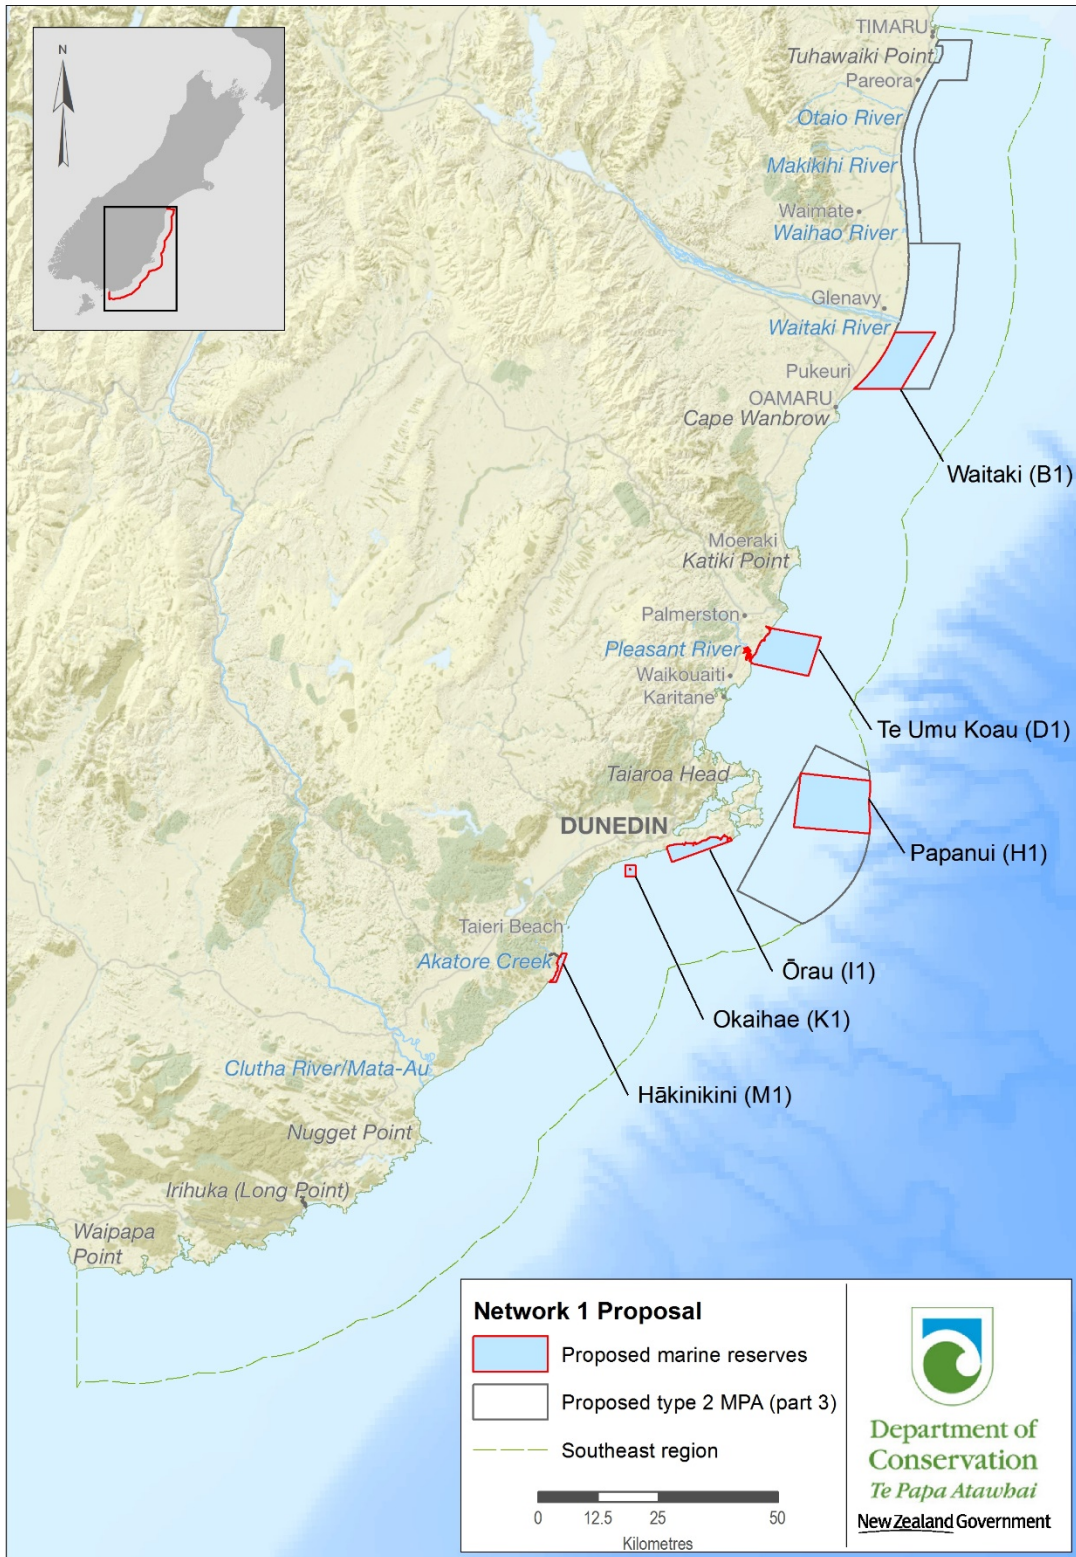 N
TIMARU
Tuhawaiki Point
Pareora
Otaio River
Makikihi River
Waimate
Waihao River
Glenavy
Waitaki River
Pukeuri
OAMARU
Cape Wanbrow
Waitaki (B1)
Moeraki
Katiki Point
Palmerston
Pleasant River
Waikouaiti
Karitane
Te Umu Koau (D1)
Taiaroa Head
DUNEDIN
Papanui (H1)
Taieri Beach
Akatore Creek
Ōrau (I1)
Okaihae (K1)
Clutha River/Mata-Au
Hākinikini (M1)
Nugget Point
Irihuka (Long Point)
Waipapa
Point
Network 1 Proposal
Proposed marine reserves
Proposed type 2 MPA (part 3)
Southeast region
0 12.5 25 50
Kilometres
Department of
Conservation
Te Papa Atawhai
New Zealand Government